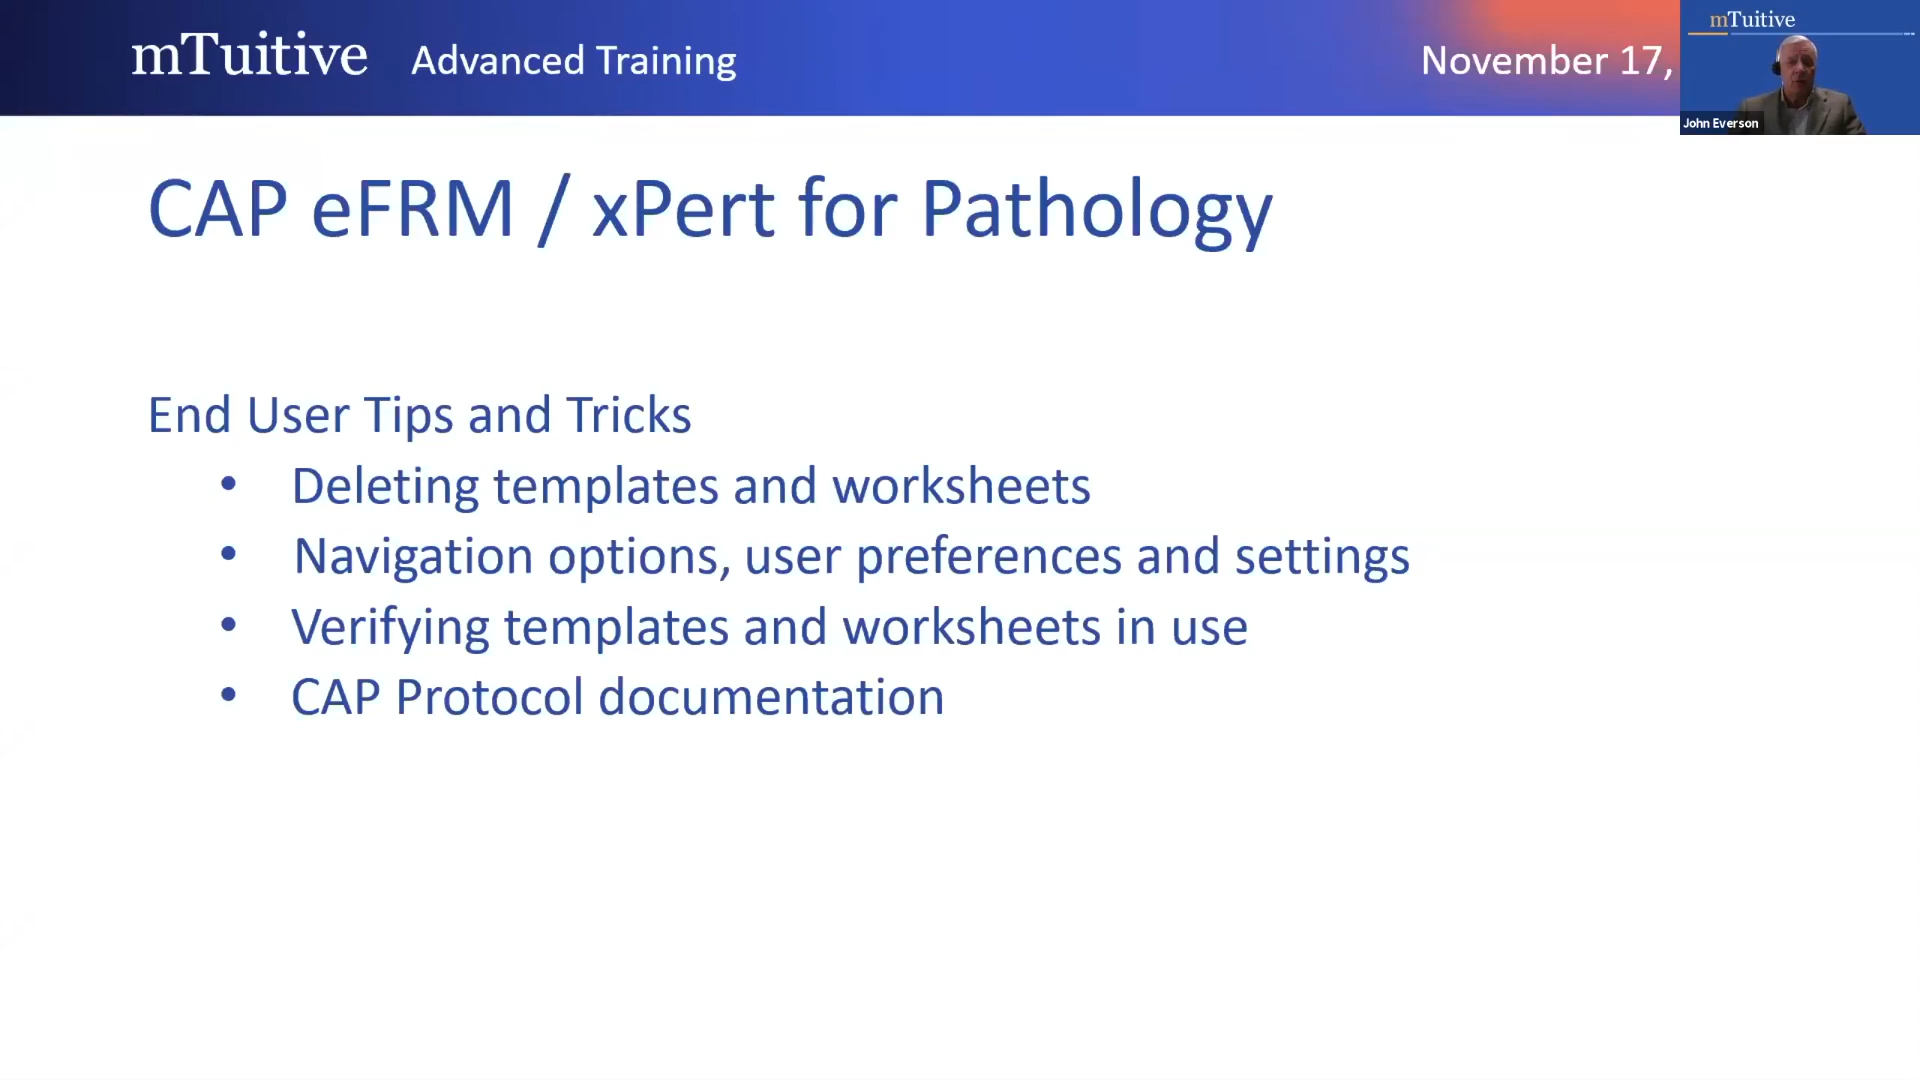 mTuitive Advanced Training November 17,
mTuitive
John Everson
CAP eFRM / xPert for Pathology
End User Tips and Tricks
• Deleting templates and worksheets
• Navigation options, user preferences and settings
• Verifying templates and worksheets in use
• CAP Protocol documentation